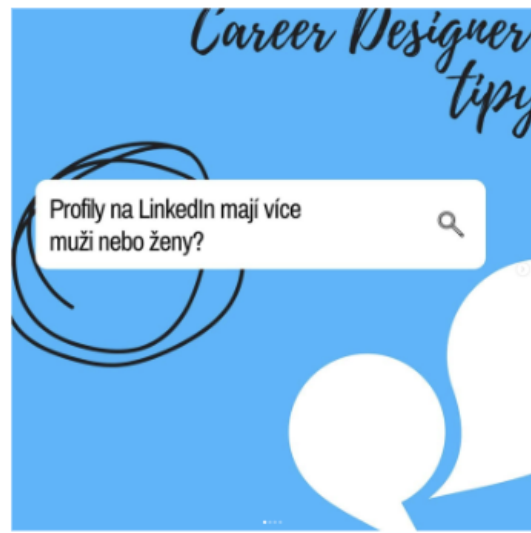 Career Designer
tipy
Profily na LinkedIn mají více
muži nebo ženy?